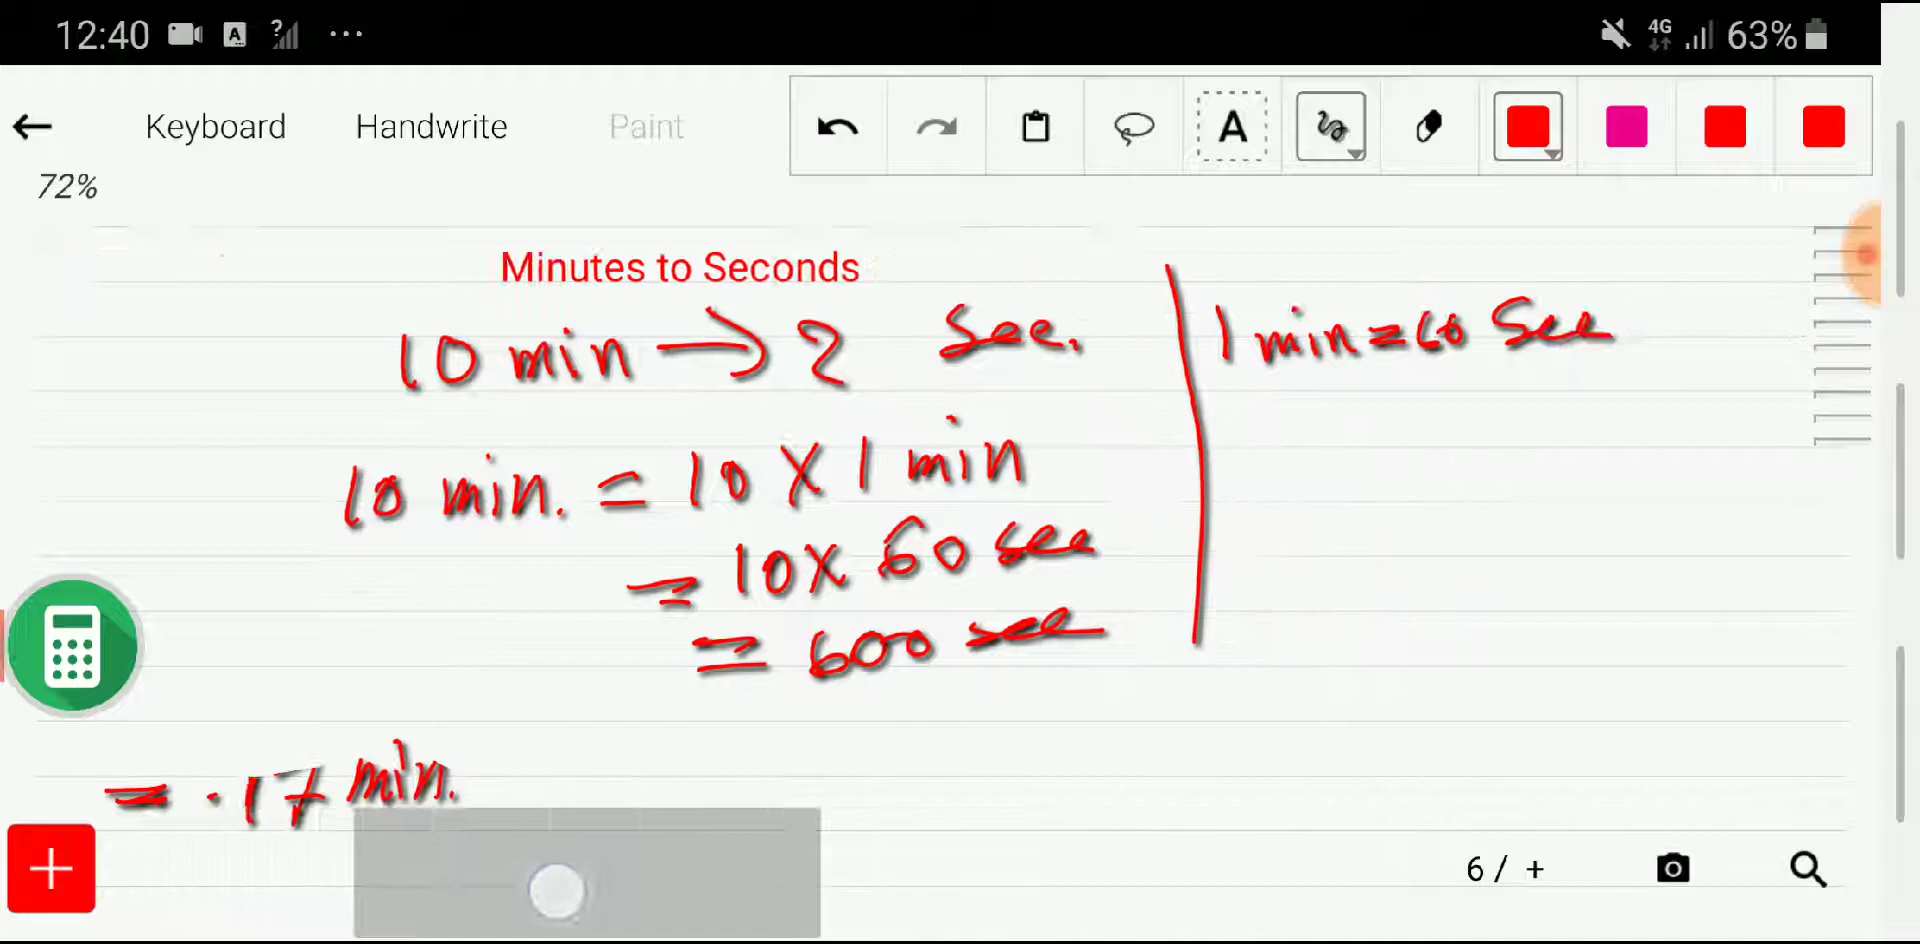 12:40 A ? ... 4G 63%
Keyboard Handwrite Paint A
72%
Minutes to Seconds
10 min → ? Sec.
1 min = 60 Sec
10 min. = 10 X 1 min
= 10 X 60 sec
= 600 sec
= .17 min.
6 / +